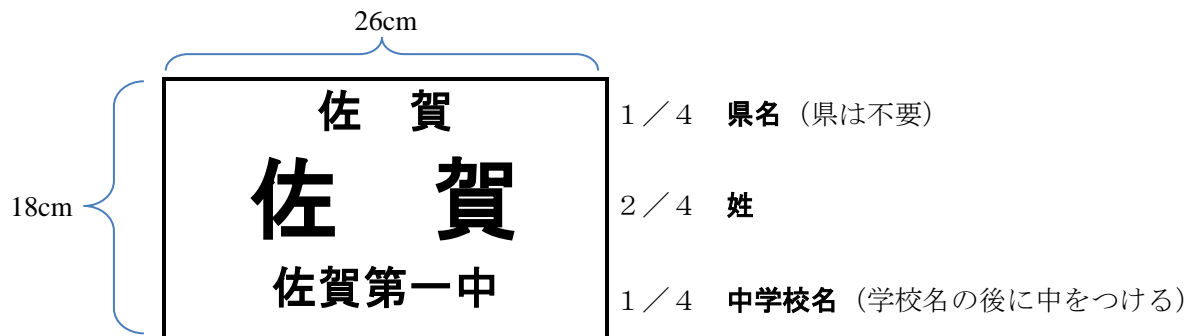 26cm
佐　賀
1／4　県名（県は不要）
18cm
佐　賀
2／4　姓
佐賀第一中
1／4　中学校名（学校名の後に中をつける）